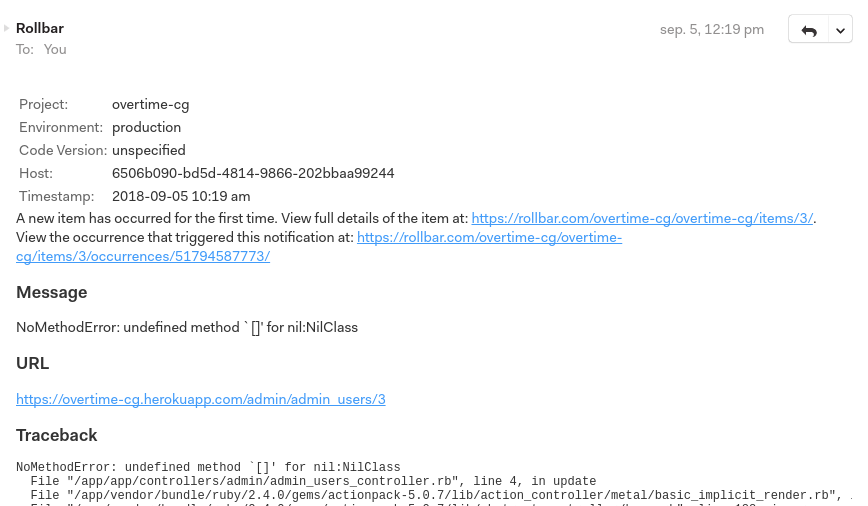 Rollbar
sep. 5, 12:19 pm
To: You
Project: overtime-cg
Environment: production
Code Version: unspecified
Host: 6506b090-bd5d-4814-9866-202bbaa99244
Timestamp: 2018-09-05 10:19 am
A new item has occurred for the first time. View full details of the item at: https://rollbar.com/overtime-cg/overtime-cg/items/3/.
View the occurrence that triggered this notification at: https://rollbar.com/overtime-cg/overtime-
cg/items/3/occurrences/51794587773/
Message
NoMethodError: undefined method `[]' for nil:NilClass
URL
https://overtime-cg.herokuapp.com/admin/admin_users/3
Traceback
NoMethodError: undefined method `[]' for nil:NilClass
File "/app/app/controllers/admin/admin_users_controller.rb", line 4, in update
File "/app/vendor/bundle/ruby/2.4.0/gems/actionpack-5.0.7/lib/action_controller/metal/basic_implicit_render.rb",